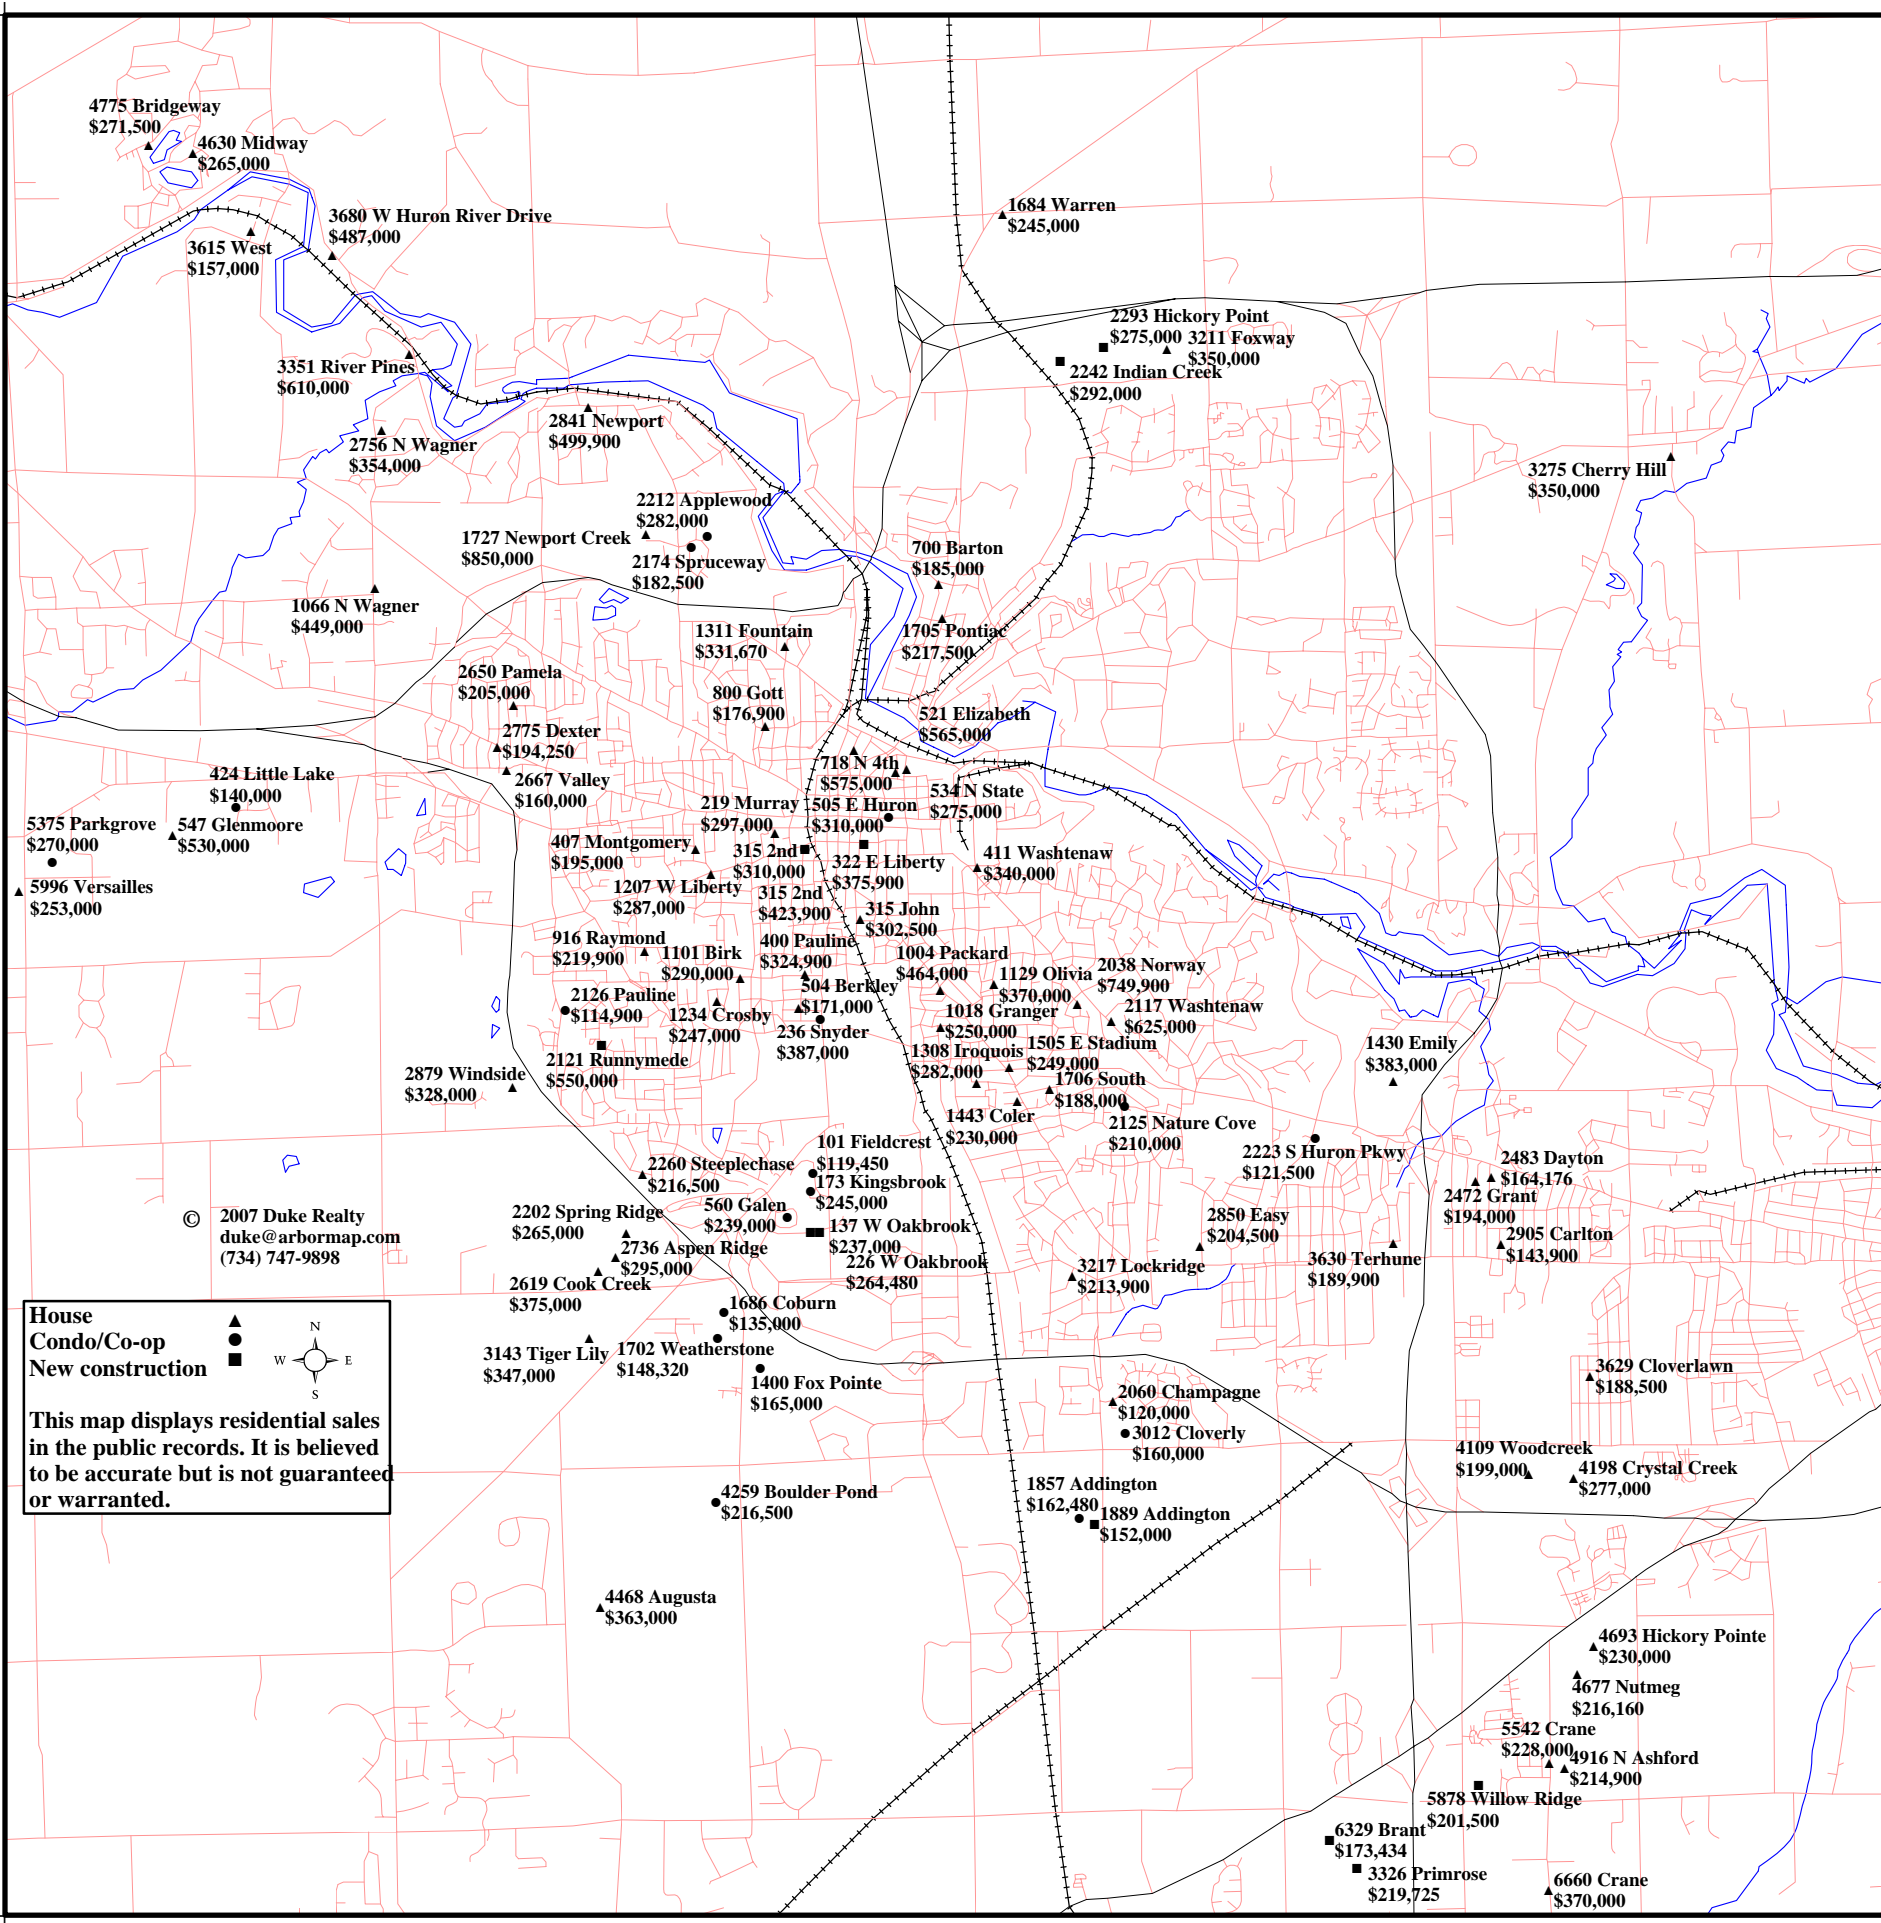 4775 Bridgeway
$271,500
4630 Midway
$265,000
3680 W Huron River Drive
$487,000
3615 West
$157,000
1684 Warren
$245,000
2293 Hickory Point
$275,000
3211 Foxway
$350,000
2242 Indian Creek
$292,000
3351 River Pines
$610,000
2841 Newport
$499,900
2756 N Wagner
$354,000
3275 Cherry Hill
$350,000
2212 Applewood
$282,000
1727 Newport Creek
$850,000
2174 Spruceway
$182,500
700 Barton
$185,000
1066 N Wagner
$449,000
1311 Fountain
$331,670
1705 Pontiac
$217,500
2650 Pamela
$205,000
800 Gott
$176,900
521 Elizabeth
$565,000
2775 Dexter
$194,250
718 N 4th
$575,000
424 Little Lake
$140,000
2667 Valley
$160,000
534 N State
$275,000
219 Murray
$297,000
505 E Huron
$310,000
5375 Parkgrove
$270,000
547 Glenmoore
$530,000
407 Montgomery
$195,000
315 2nd
$310,000
322 E Liberty
$375,900
411 Washtenaw
$340,000
5996 Versailles
$253,000
1207 W Liberty
$287,000
315 2nd
$423,900
315 John
$302,500
916 Raymond
$219,900
1101 Birk
$290,000
400 Pauline
$324,900
1004 Packard
$464,000
1129 Olivia
$370,000
2038 Norway
$749,900
504 Berkley
$171,000
2126 Pauline
$114,900
1234 Crosby
$247,000
236 Snyder
$387,000
1018 Granger
$250,000
2117 Washtenaw
$625,000
1308 Iroquois
$282,000
1505 E Stadium
$249,000
1430 Emily
$383,000
2121 Runnymede
$550,000
2879 Windside
$328,000
1706 South
$188,000
1443 Coler
$230,000
2125 Nature Cove
$210,000
101 Fieldcrest
$119,450
2223 S Huron Pkwy
$121,500
2260 Steeplechase
$216,500
173 Kingsbrook
$245,000
2483 Dayton
$164,176
2472 Grant
$194,000
560 Galen
$239,000
2202 Spring Ridge
$265,000
137 W Oakbrook
$237,000
2850 Easy
$204,500
2905 Carlton
$143,900
© 2007 Duke Realty
duke@arbormap.com
(734) 747-9898
2736 Aspen Ridge
$295,000
226 W Oakbrook
$264,480
3217 Lockridge
$213,900
3630 Terhune
$189,900
2619 Cook Creek
$375,000
1686 Coburn
$135,000
3143 Tiger Lily
$347,000
1702 Weatherstone
$148,320
1400 Fox Pointe
$165,000
3629 Cloverlawn
$188,500
2060 Champagne
$120,000
3012 Cloverly
$160,000
4109 Woodcreek
$199,000
4198 Crystal Creek
$277,000
1857 Addington
$162,480
1889 Addington
$152,000
4259 Boulder Pond
$216,500
4468 Augusta
$363,000
4693 Hickory Pointe
$230,000
4677 Nutmeg
$216,160
5542 Crane
$228,000
4916 N Ashford
$214,900
5878 Willow Ridge
$201,500
6329 Brant
$173,434
3326 Primrose
$219,725
6660 Crane
$370,000
House
Condo/Co-op
New construction
N
W E
S
This map displays residential sales
in the public records. It is believed
to be accurate but is not guaranteed
or warranted.